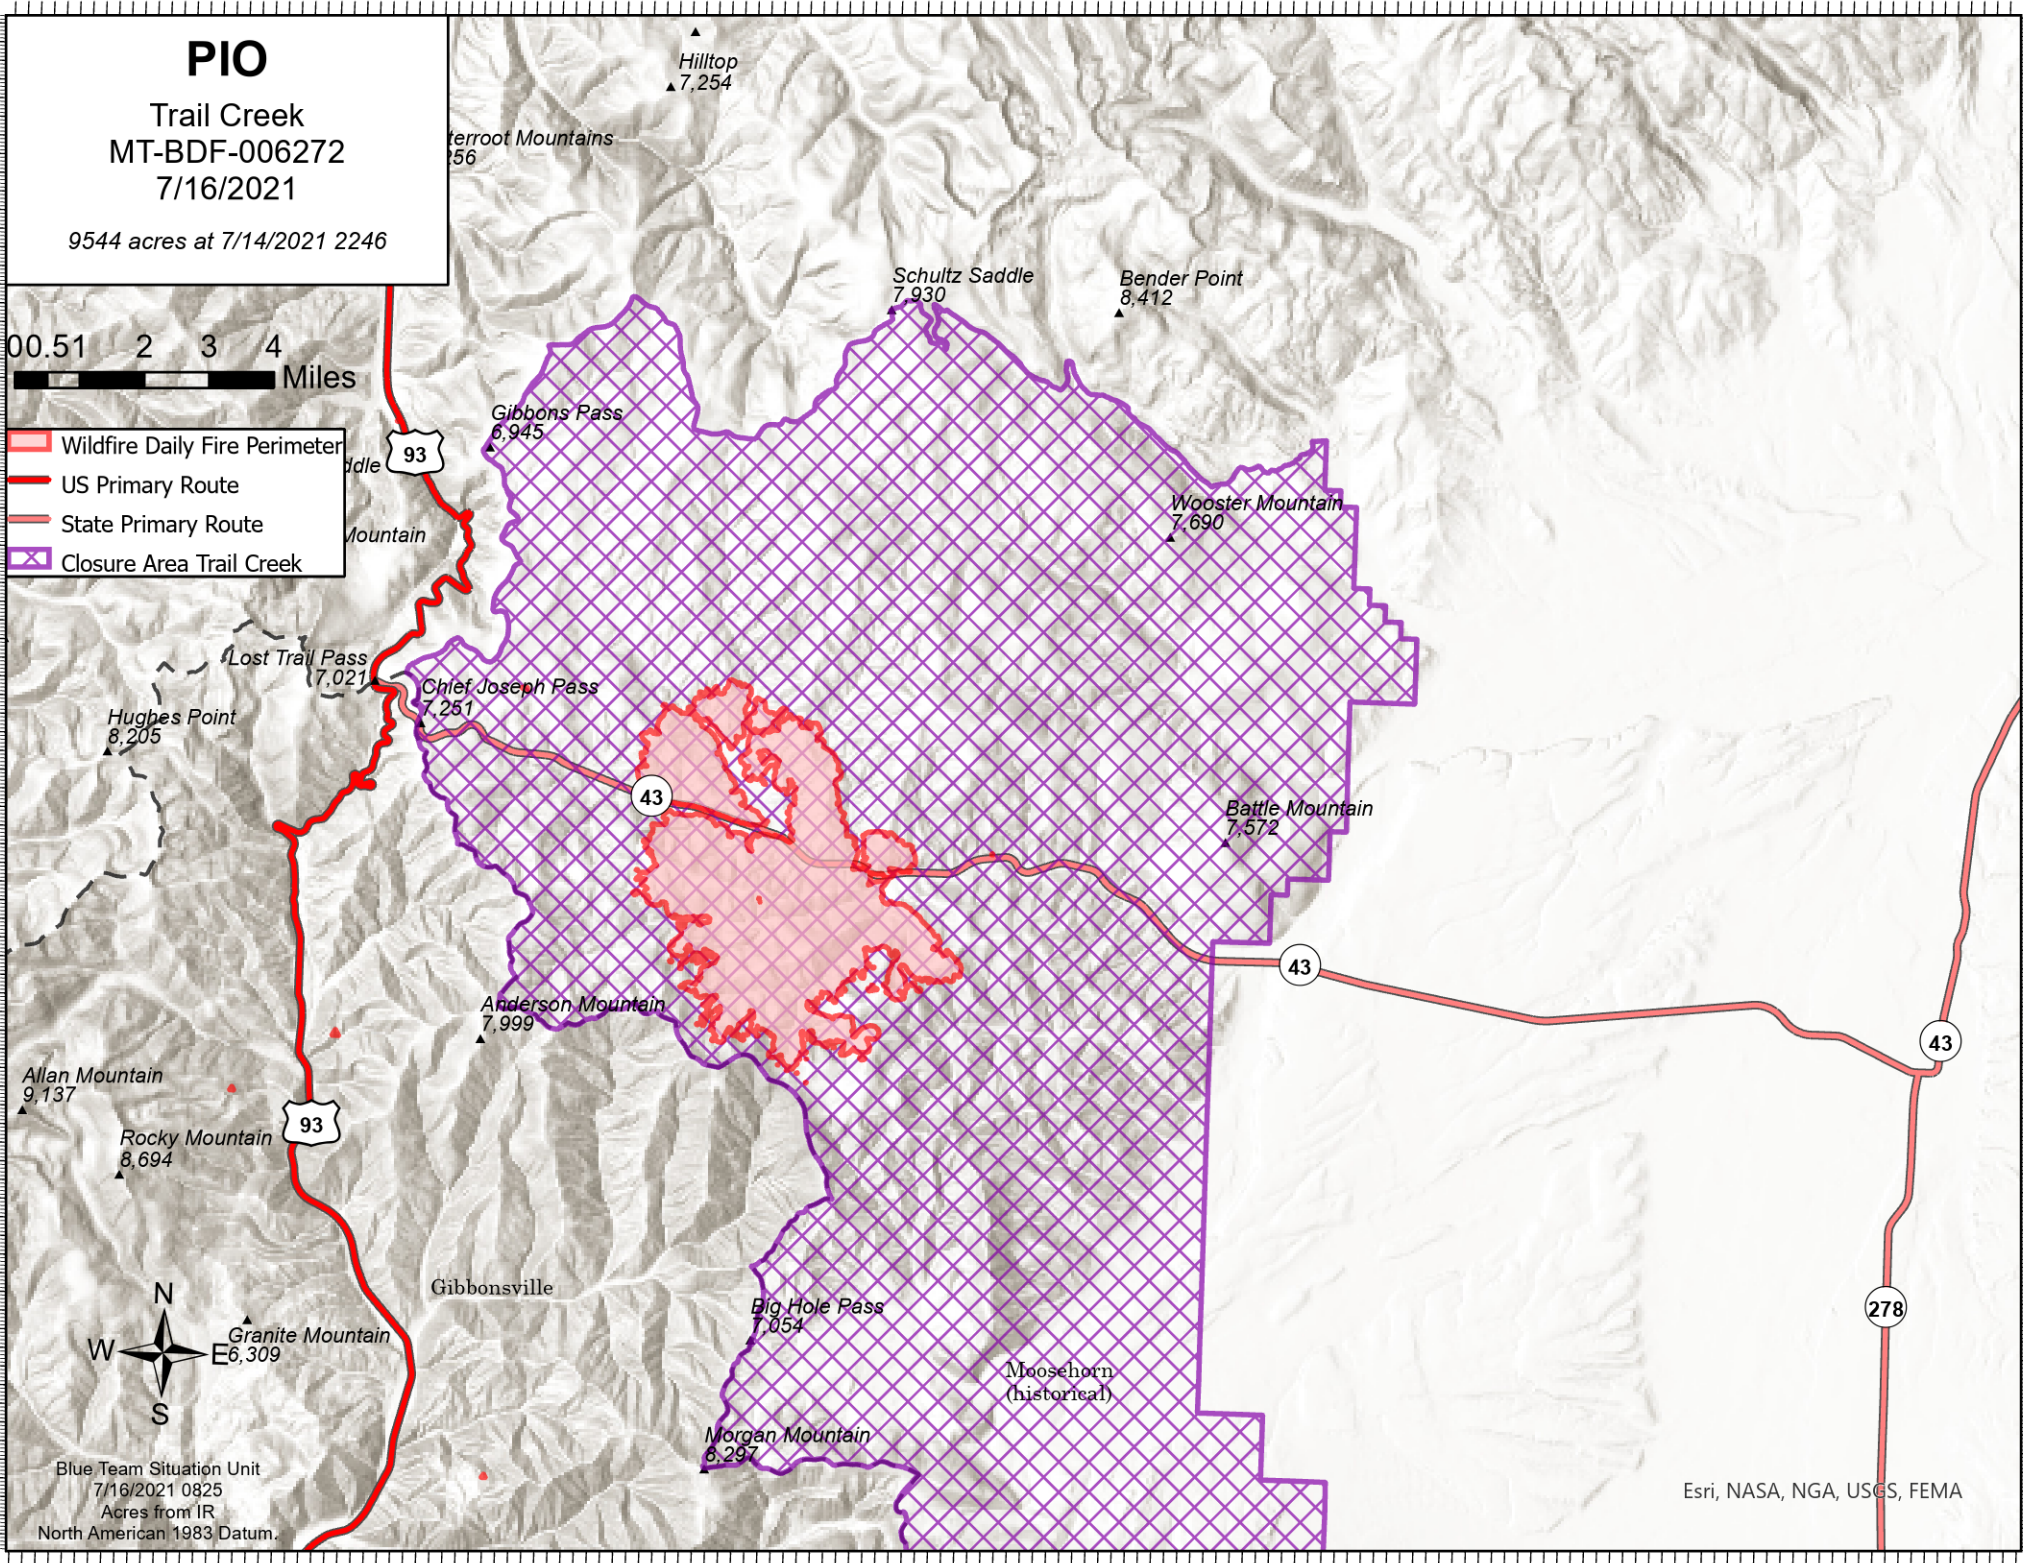 PIO
Trail Creek
MT-BDF-006272
7/16/2021
9544 acres at 7/14/2021 2246
Hilltop
7,254
terroot Mountains
256
Schultz Saddle
7,930
Bender Point
8,412
00.51 2 3 4
Miles
Gibbons Pass
6,945
Wildfire Daily Fire Perimeter
US Primary Route
State Primary Route
Closure Area Trail Creek
ddle
93
Mountain
Wooster Mountain
7,690
Lost Trail Pass
7,021
Chief Joseph Pass
7,251
Hughes Point
8,205
43
Battle Mountain
7,572
43
Anderson Mountain
7,999
43
Allan Mountain
9,137
93
Rocky Mountain
8,694
Gibbonsville
Big Hole Pass
7,054
278
N
W E
S
Granite Mountain
6,309
Moosehorn
(historical)
Morgan Mountain
8,297
Blue Team Situation Unit
7/16/2021 0825
Acres from IR
North American 1983 Datum.
Esri, NASA, NGA, USGS, FEMA